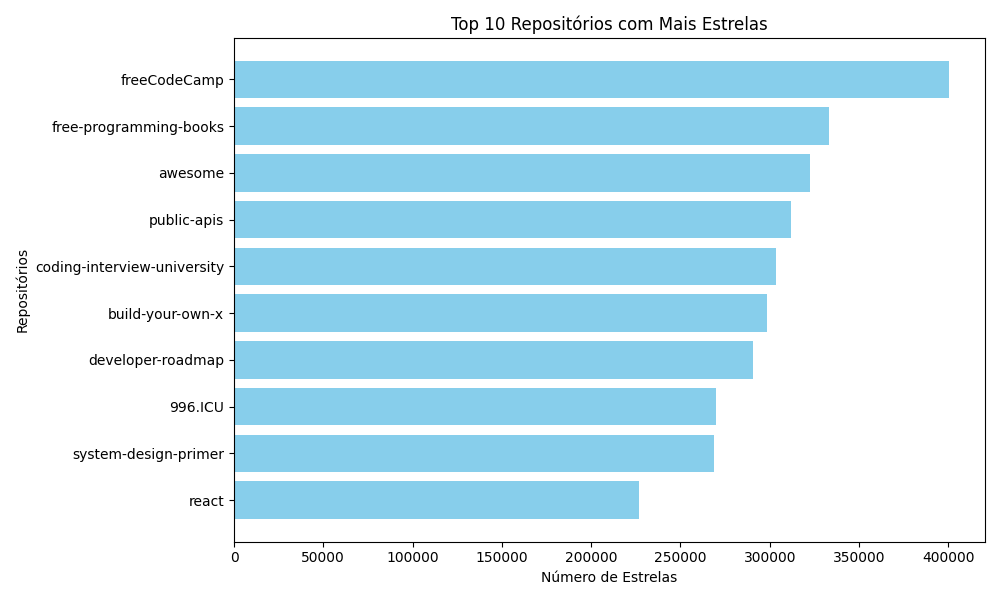 Top 10 Repositórios com Mais Estrelas
Repositórios
freeCodeCamp
free-programming-books
awesome
public-apis
coding-interview-university
build-your-own-x
developer-roadmap
996.ICU
system-design-primer
react
0 50000 100000 150000 200000 250000 300000 350000 400000
Número de Estrelas